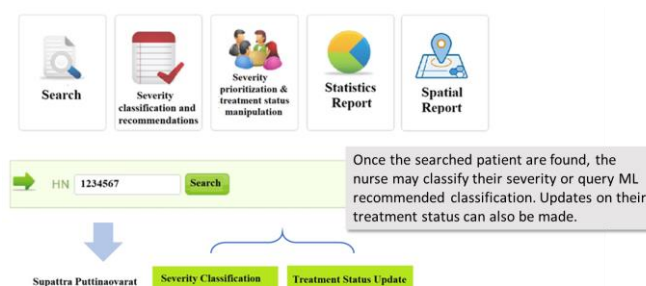 Search
Severity
classification and
recommendations
Severity
prioritization &
treatment status
manipulation
Statistics
Report
Spatial
Report
HN 1234567 Search
Once the searched patient are found, the
nurse may classify their severity or query ML
recommended classification. Updates on their
treatment status can also be made.
Supattra Puttinaovarat Severity Classification Treatment Status Update